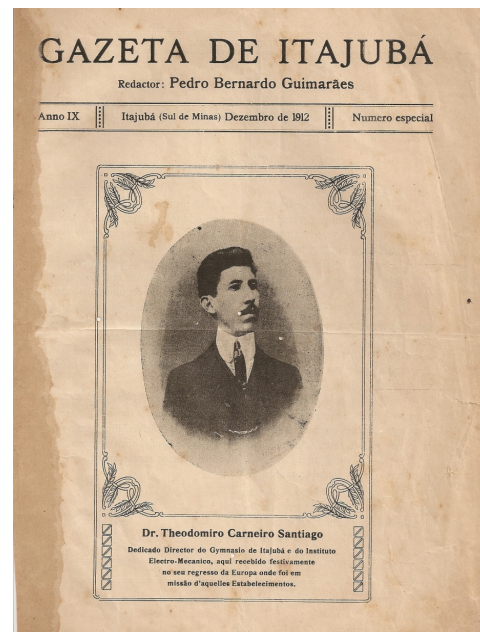 GAZETA DE ITAJUBÁ
Redactor: Pedro Bernardo Guimarães
Anno IX
Itajubá (Sul de Minas) Dezembro de 1912
Numero especial
Dr. Theodomiro Carneiro Santiago
Dedicado Director do Gymnasio de Itajubá e do Instituto
Electro-Mecanico, aqui recebido festivamente
no seu regresso da Europa onde foi em
missão d'aquelles Estabelecimentos.